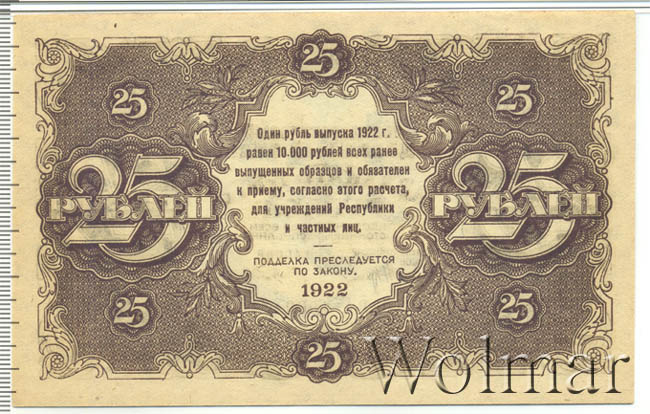 25
25
25
25 РУБЛЕЙ
25 РУБЛЕЙ
Один рубль выпуска 1922 г.
равен 10.000 рублей всех ранее
выпущенных образцов и обязателен
к приему, согласно этого расчета,
для учреждений Республики
и частных лиц.
ПОДДЕЛКА ПРЕСЛЕДУЕТСЯ
ПО ЗАКОНУ.
1922
25
25
25
Wolmar